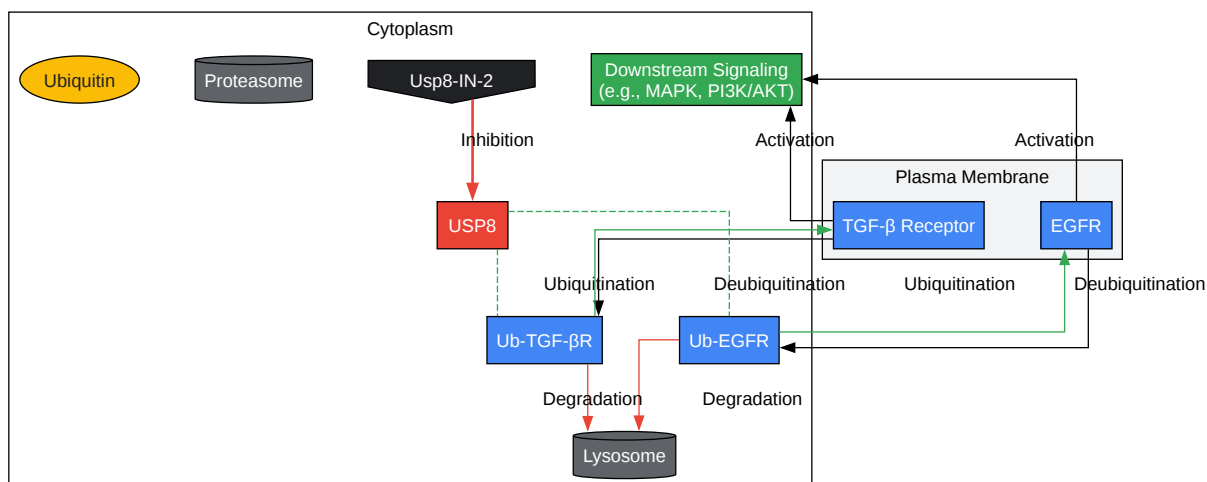 Cytoplasm
Ubiquitin
Proteasome
Usp8-IN-2
Downstream Signaling
(e.g., MAPK, PI3K/AKT)
Inhibition
Activation
Activation
Plasma Membrane
USP8
TGF-β Receptor
EGFR
Ubiquitination
Deubiquitination
Ubiquitination
Deubiquitination
Ub-TGF-βR
Ub-EGFR
Degradation
Degradation
Lysosome